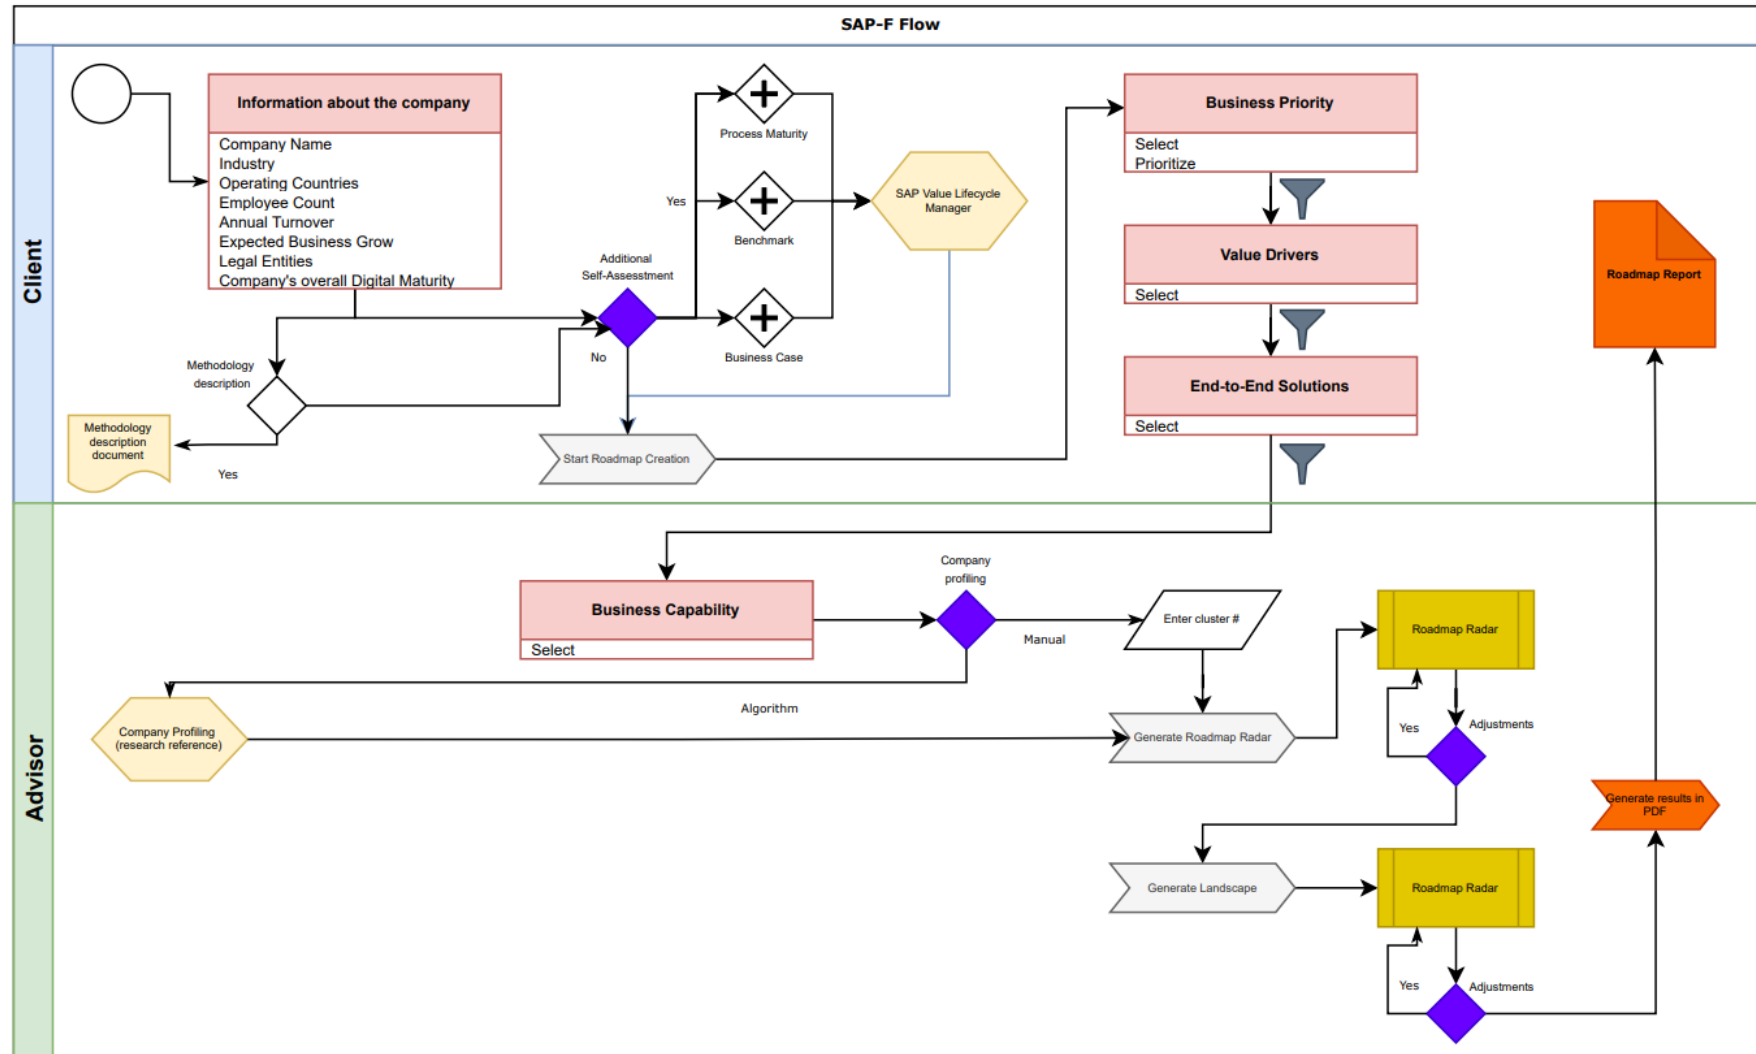 SAP-F Flow
Client
Information about the company
Company Name
Industry
Operating Countries
Employee Count
Annual Turnover
Expected Business Grow
Legal Entities
Company's overall Digital Maturity
Methodology
description
Methodology
description
document
Yes
Additional
Self-Assesstment
Yes
No
Process Maturity
Benchmark
Business Case
SAP Value Lifecycle
Manager
Start Roadmap Creation
Business Priority
Select
Prioritize
Value Drivers
Select
End-to-End Solutions
Select
Roadmap Report
Advisor
Business Capability
Select
Company
profiling
Manual
Algorithm
Company Profiling
(research reference)
Enter cluster #
Generate Roadmap Radar
Roadmap Radar
Yes
Adjustments
Generate Landscape
Roadmap Radar
Yes
Adjustments
Generate results in
PDF